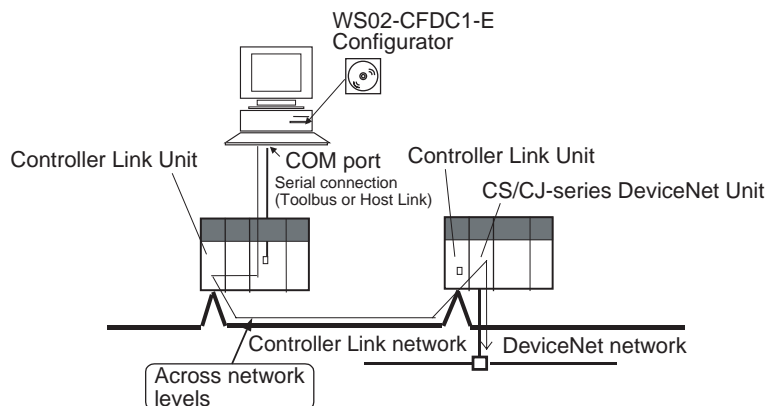 WS02-CFDC1-E
Configurator
Controller Link Unit
COM port
Serial connection
(Toolbus or Host Link)
Controller Link Unit
CS/CJ-series DeviceNet Unit
Controller Link network
DeviceNet network
Across network
levels